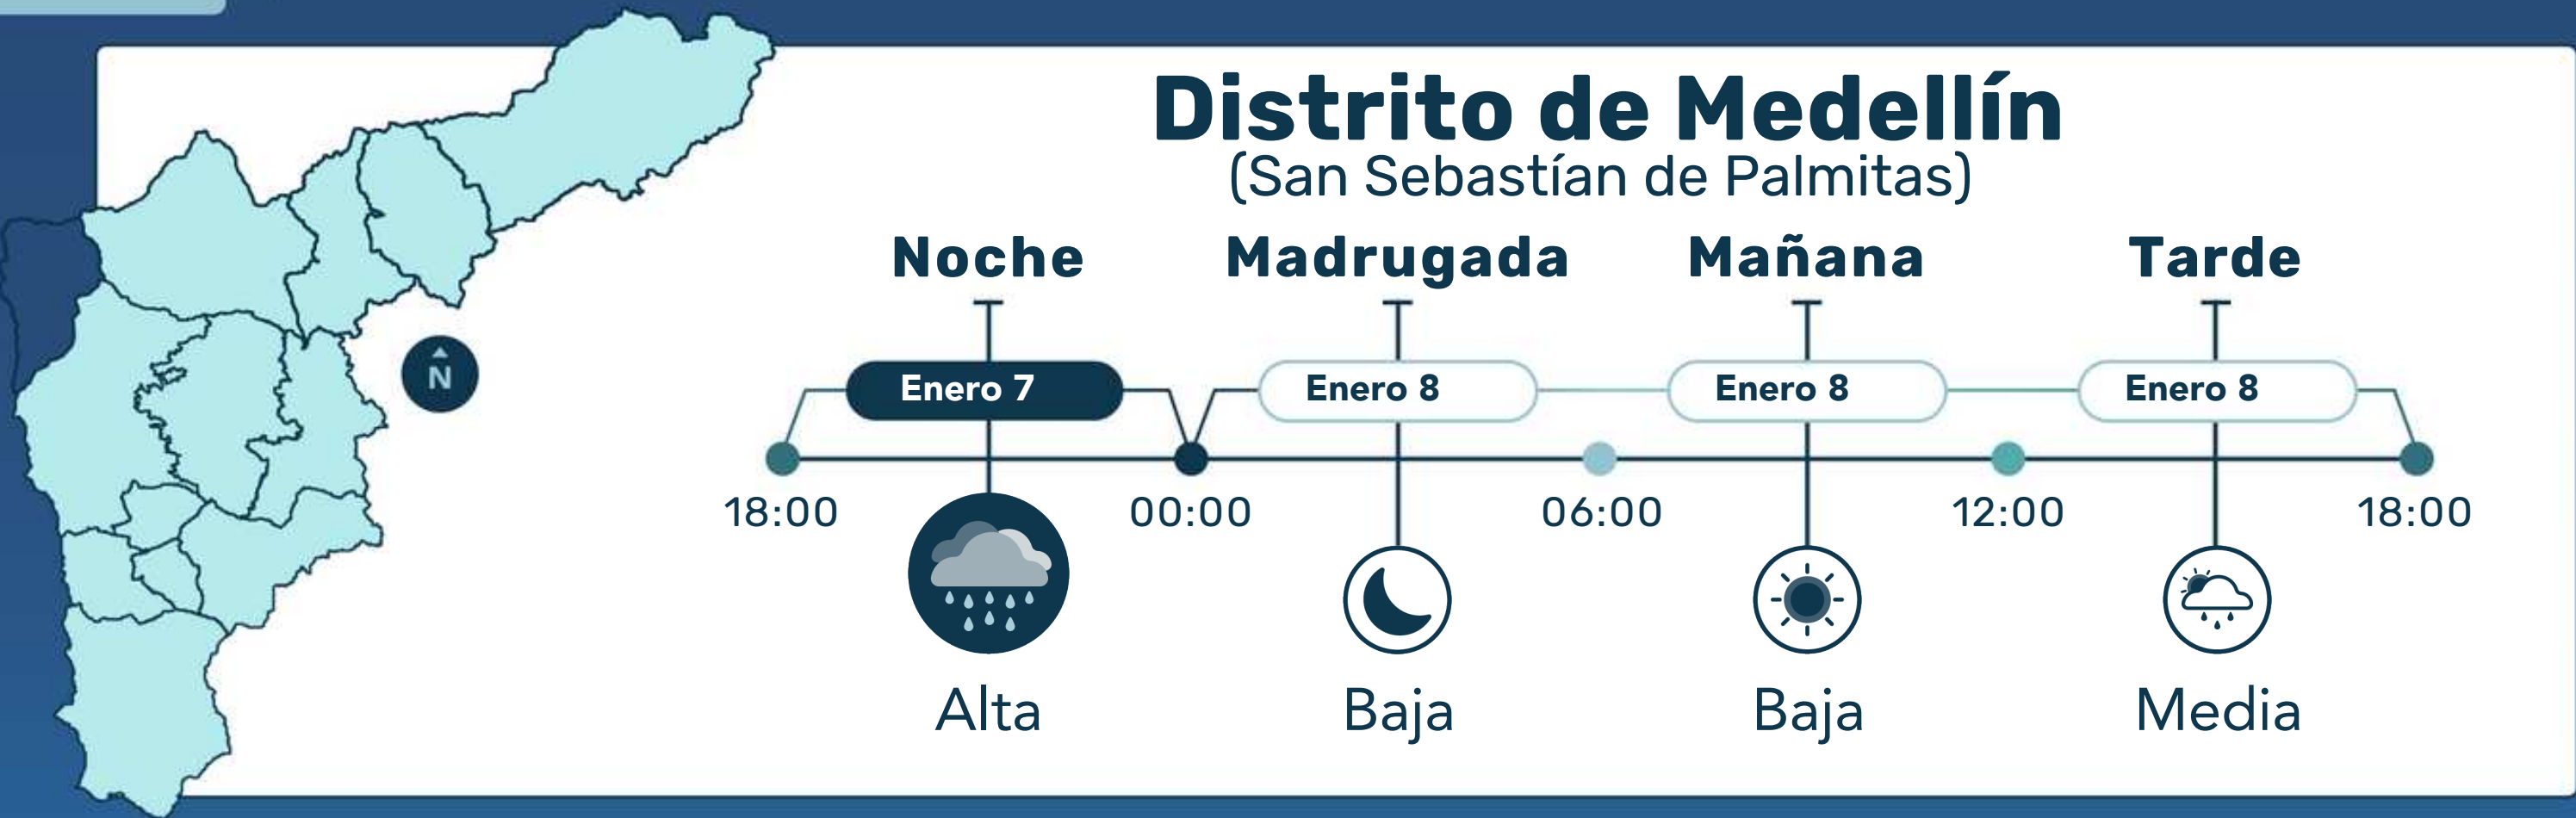 Distrito de Medellín
(San Sebastían de Palmitas)
Noche Madrugada Mañana Tarde
Enero 7 Enero 8 Enero 8 Enero 8
N
18:00 00:00 06:00 12:00 18:00
Alta Baja Baja Media